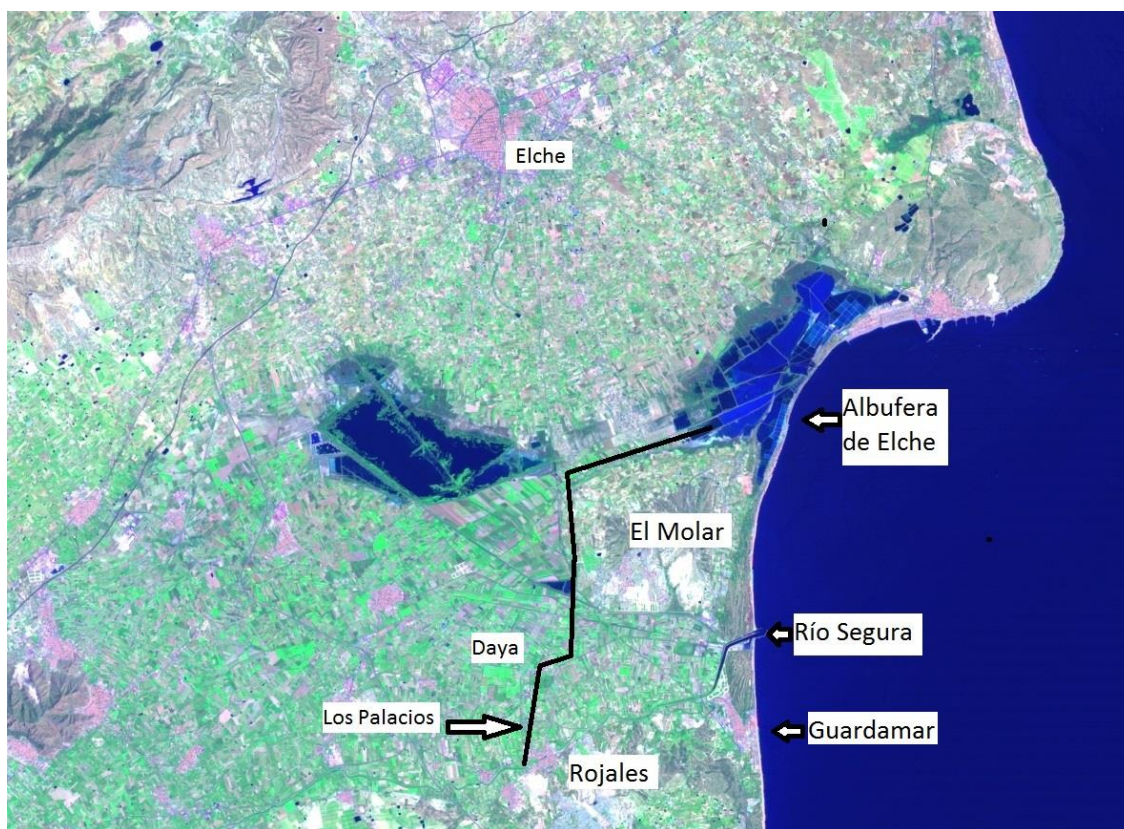 Elche
Albufera
de Elche
El Molar
Río Segura
Daya
Los Palacios
Guardamar
Rojales